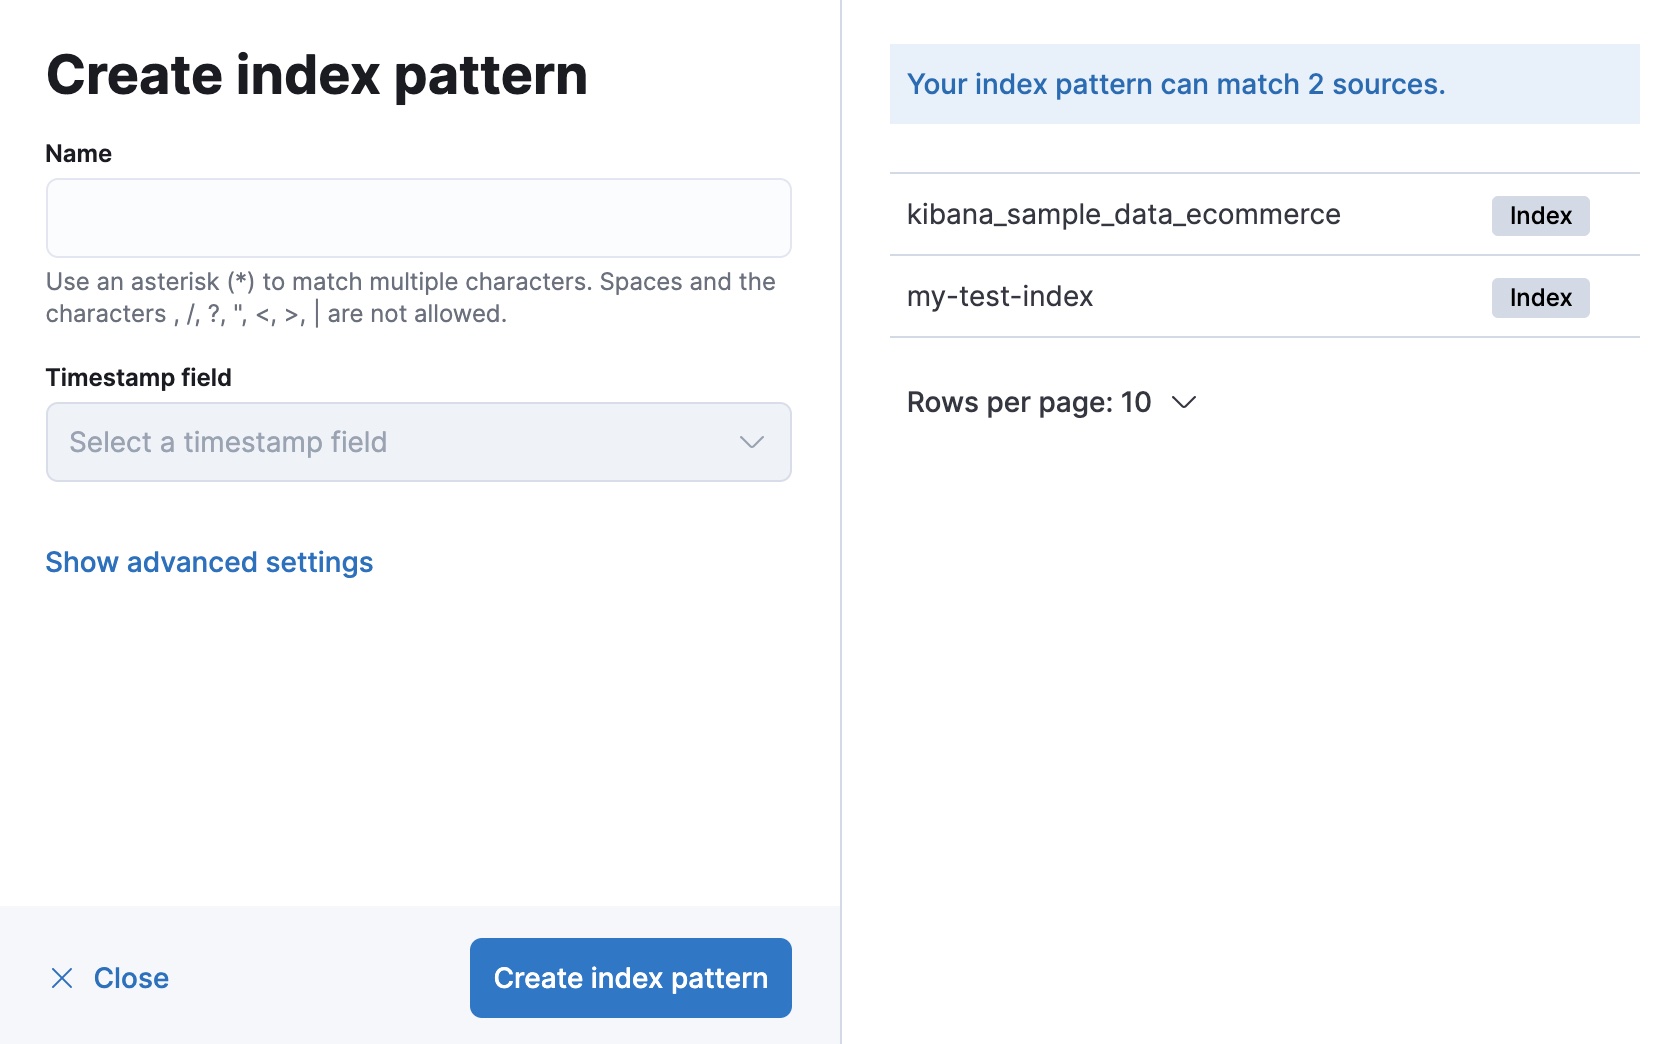 Create index pattern
Name
Use an asterisk (*) to match multiple characters. Spaces and the
characters , /, ?, ", <, >, | are not allowed.
Timestamp field
Select a timestamp field
Show advanced settings
Close
Create index pattern
Your index pattern can match 2 sources.
kibana_sample_data_ecommerce Index
my-test-index Index
Rows per page: 10